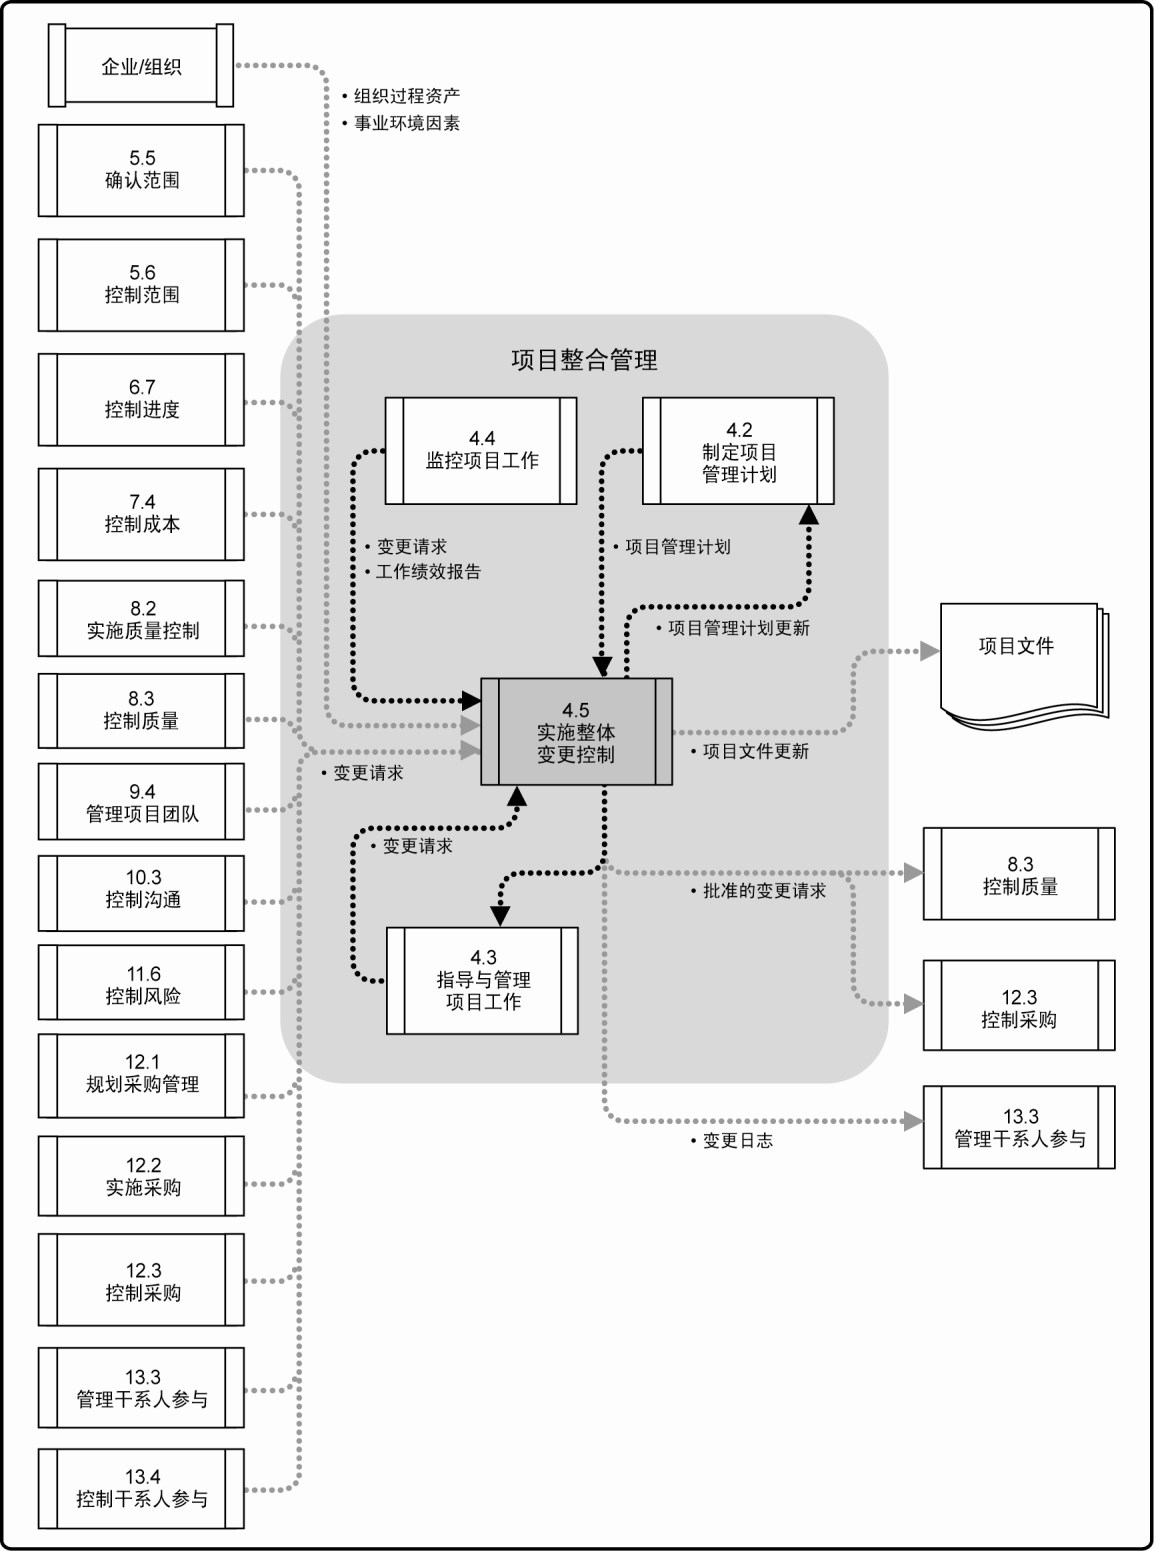 企业/组织
• 组织过程资产
• 事业环境因素
5.5
确认范围
5.6
控制范围
6.7
控制进度
7.4
控制成本
8.2
实施质量控制
8.3
控制质量
9.4
管理项目团队
10.3
控制沟通
11.6
控制风险
12.1
规划采购管理
12.2
实施采购
12.3
控制采购
13.3
管理干系人参与
13.4
控制干系人参与
项目整合管理
4.4
监控项目工作
4.2
制定项目
管理计划
• 变更请求
• 工作绩效报告
• 项目管理计划
• 项目管理计划更新
4.5
实施整体
变更控制
• 变更请求
• 项目文件更新
• 变更请求
• 批准的变更请求
4.3
指导与管理
项目工作
• 变更日志
项目文件
8.3
控制质量
12.3
控制采购
13.3
管理干系人参与